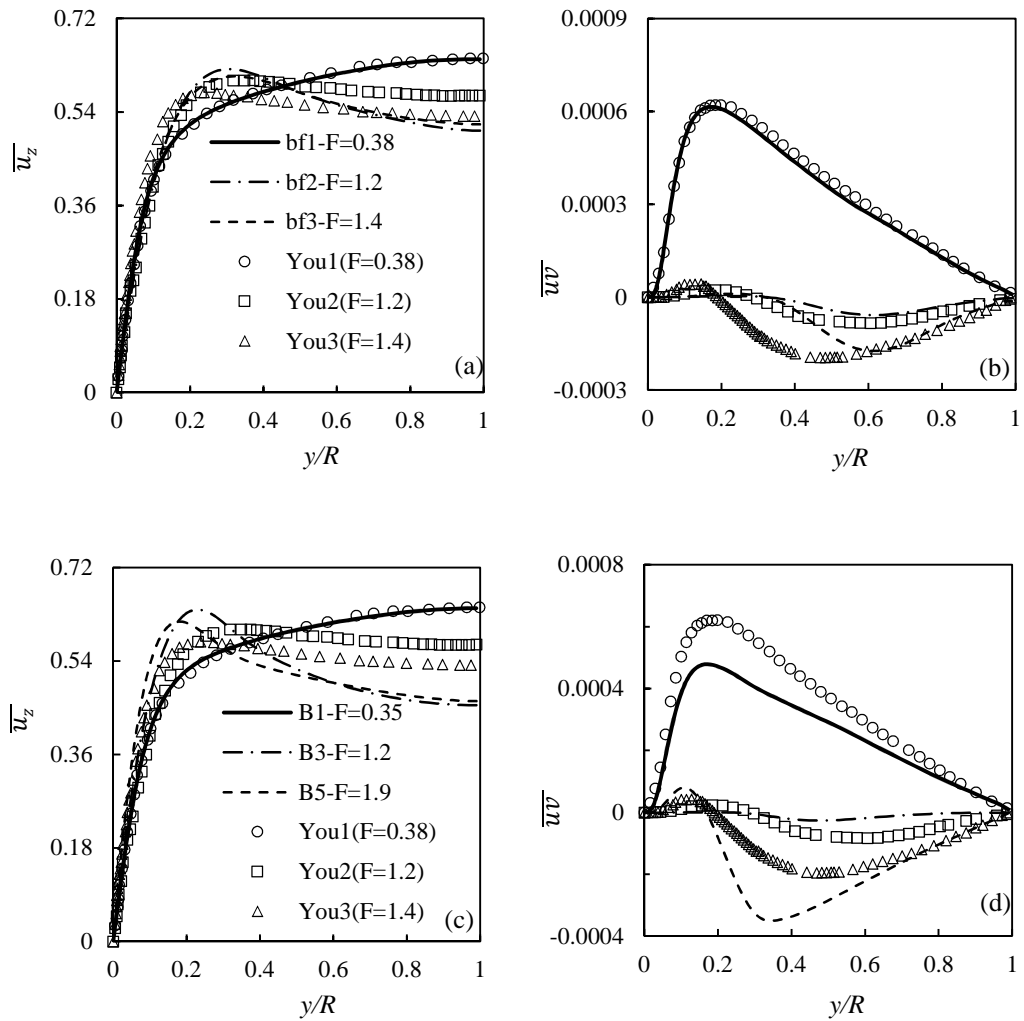 0.72
0.54
0.36
0.18
0
0
0.2
0.4
0.6
0.8
1
u_z
y/R
bf1-F=0.38
bf2-F=1.2
bf3-F=1.4
You1(F=0.38)
You2(F=1.2)
You3(F=1.4)
(a)
0.0009
0.0006
0.0003
0
-0.0003
0
0.2
0.4
0.6
0.8
1
uv
y/R
(b)
0.72
0.54
0.36
0.18
0
0
0.2
0.4
0.6
0.8
1
u_z
y/R
B1-F=0.35
B3-F=1.2
B5-F=1.9
You1(F=0.38)
You2(F=1.2)
You3(F=1.4)
(c)
0.0008
0.0004
0
-0.0004
0
0.2
0.4
0.6
0.8
1
uv
y/R
(d)